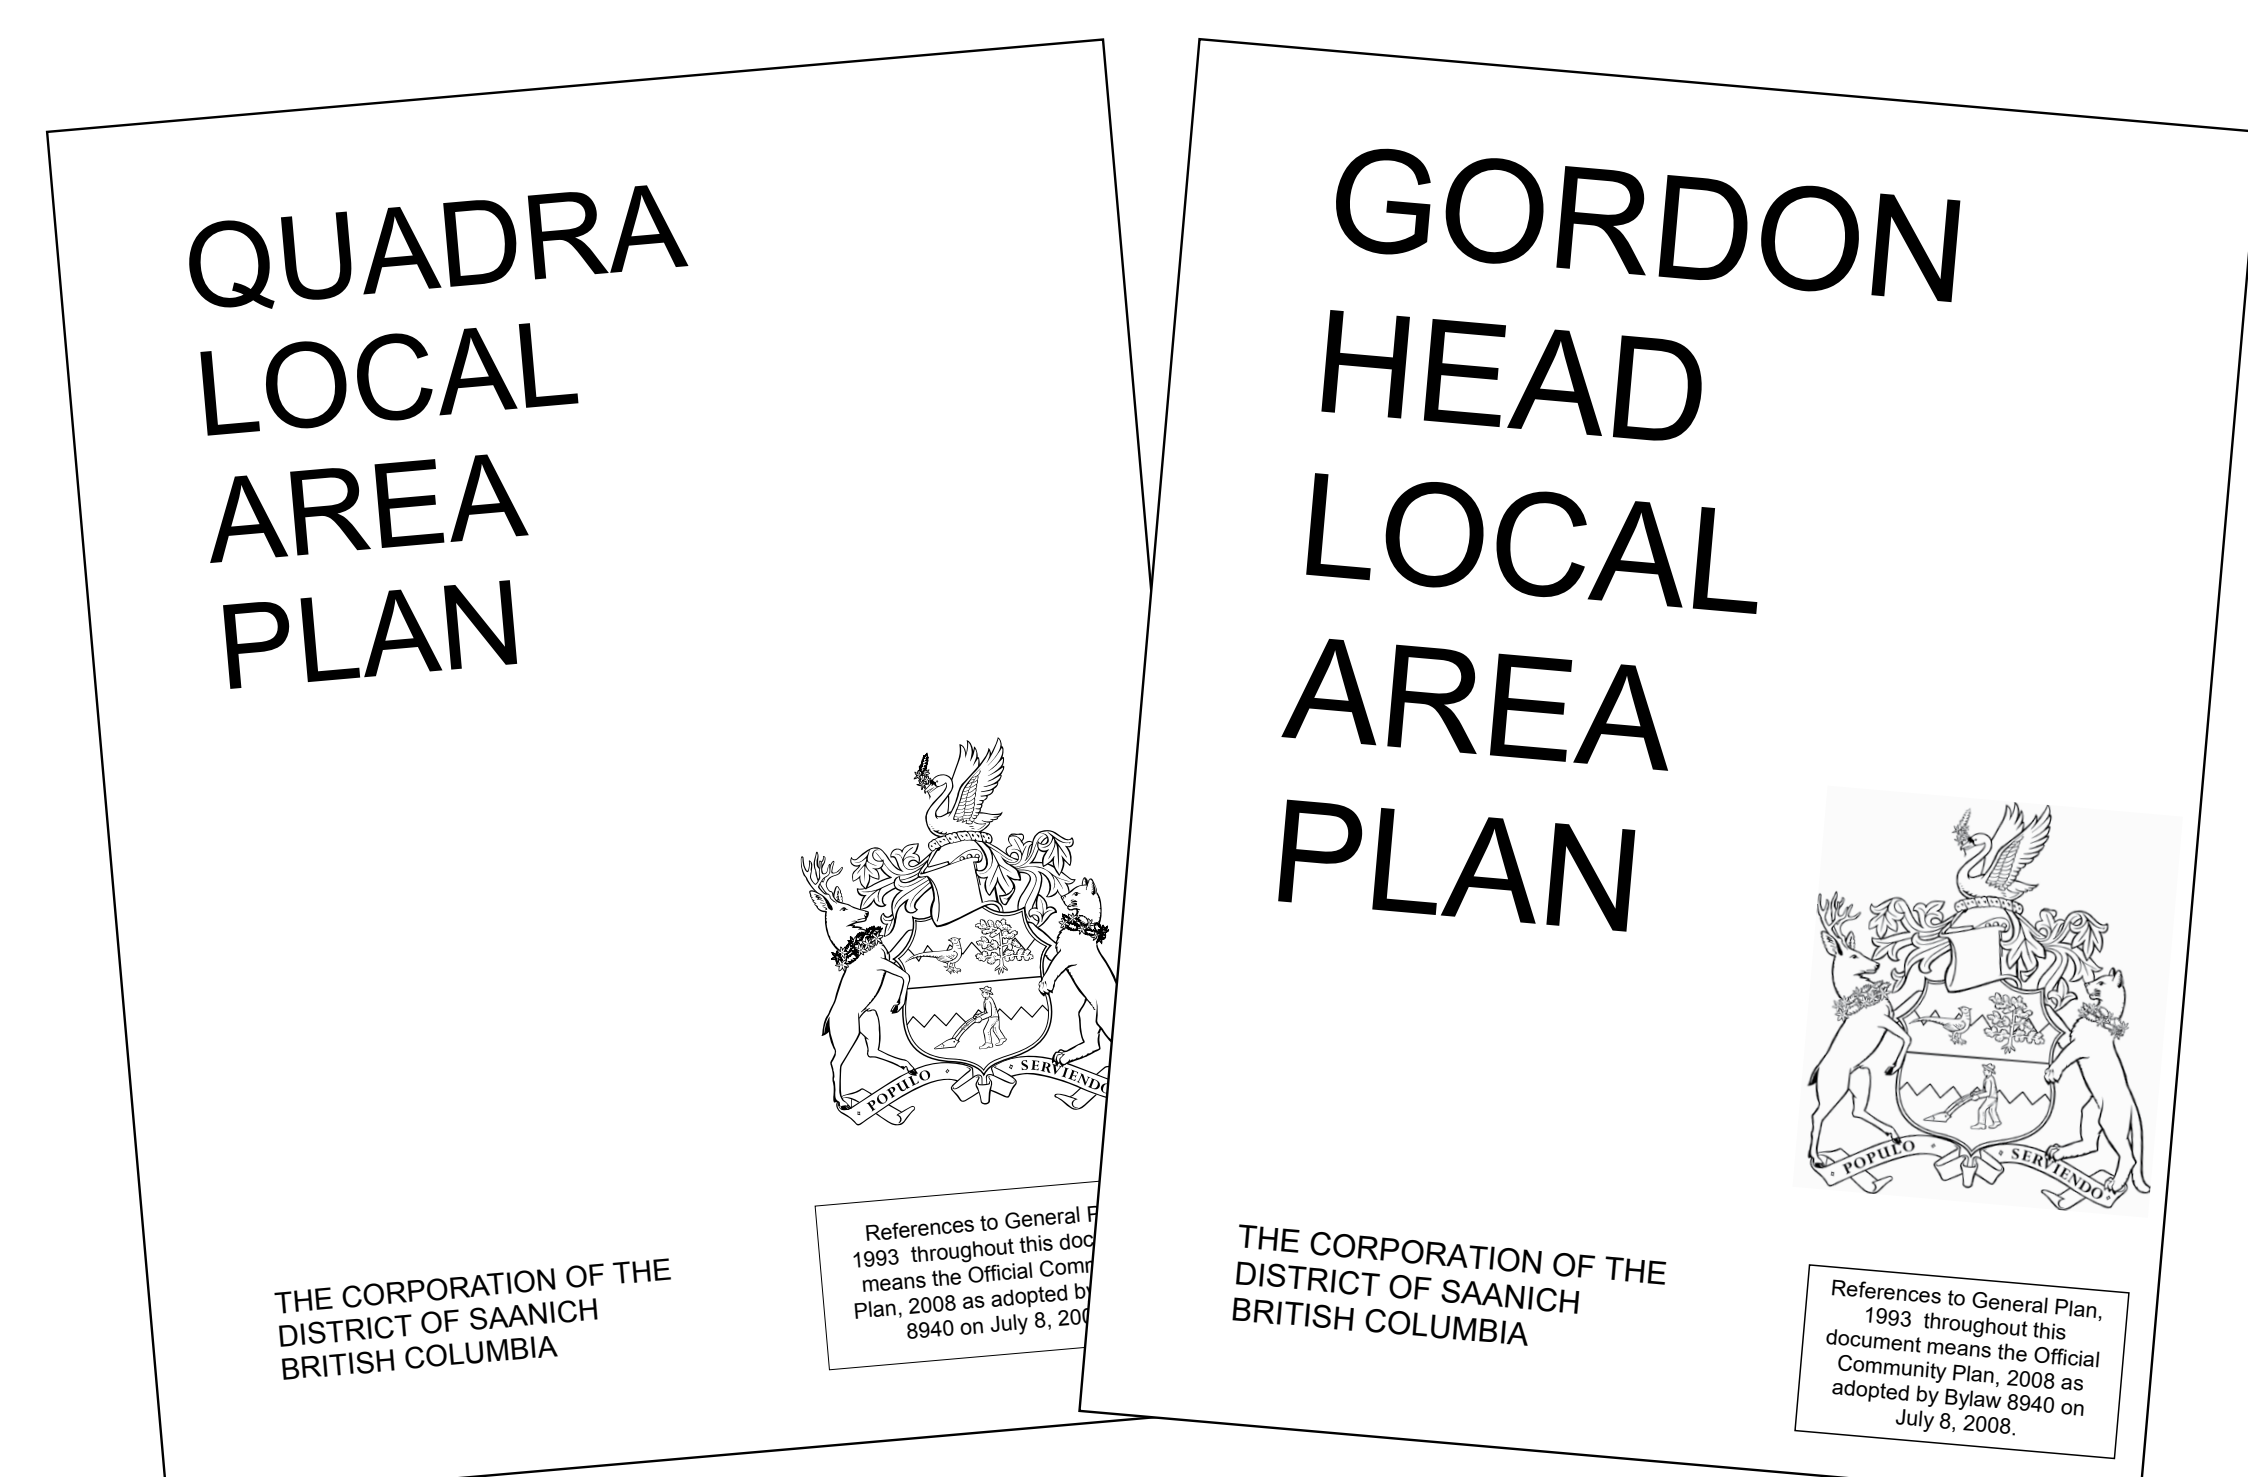 QUADRA
LOCAL
AREA
PLAN
POPULO
SERVIENDO
References to General
1993 throughout this
means the Official
Plan, 2008 as adopted
8940 on July 8,
THE CORPORATION OF THE
DISTRICT OF SAANICH
BRITISH COLUMBIA
GORDON
HEAD
LOCAL
AREA
PLAN
POPULO
SERVIENDO
THE CORPORATION OF THE
DISTRICT OF SAANICH
BRITISH COLUMBIA
References to General Plan,
1993 throughout this
document means the Official
Community Plan, 2008 as
adopted by Bylaw 8940 on
July 8, 2008.